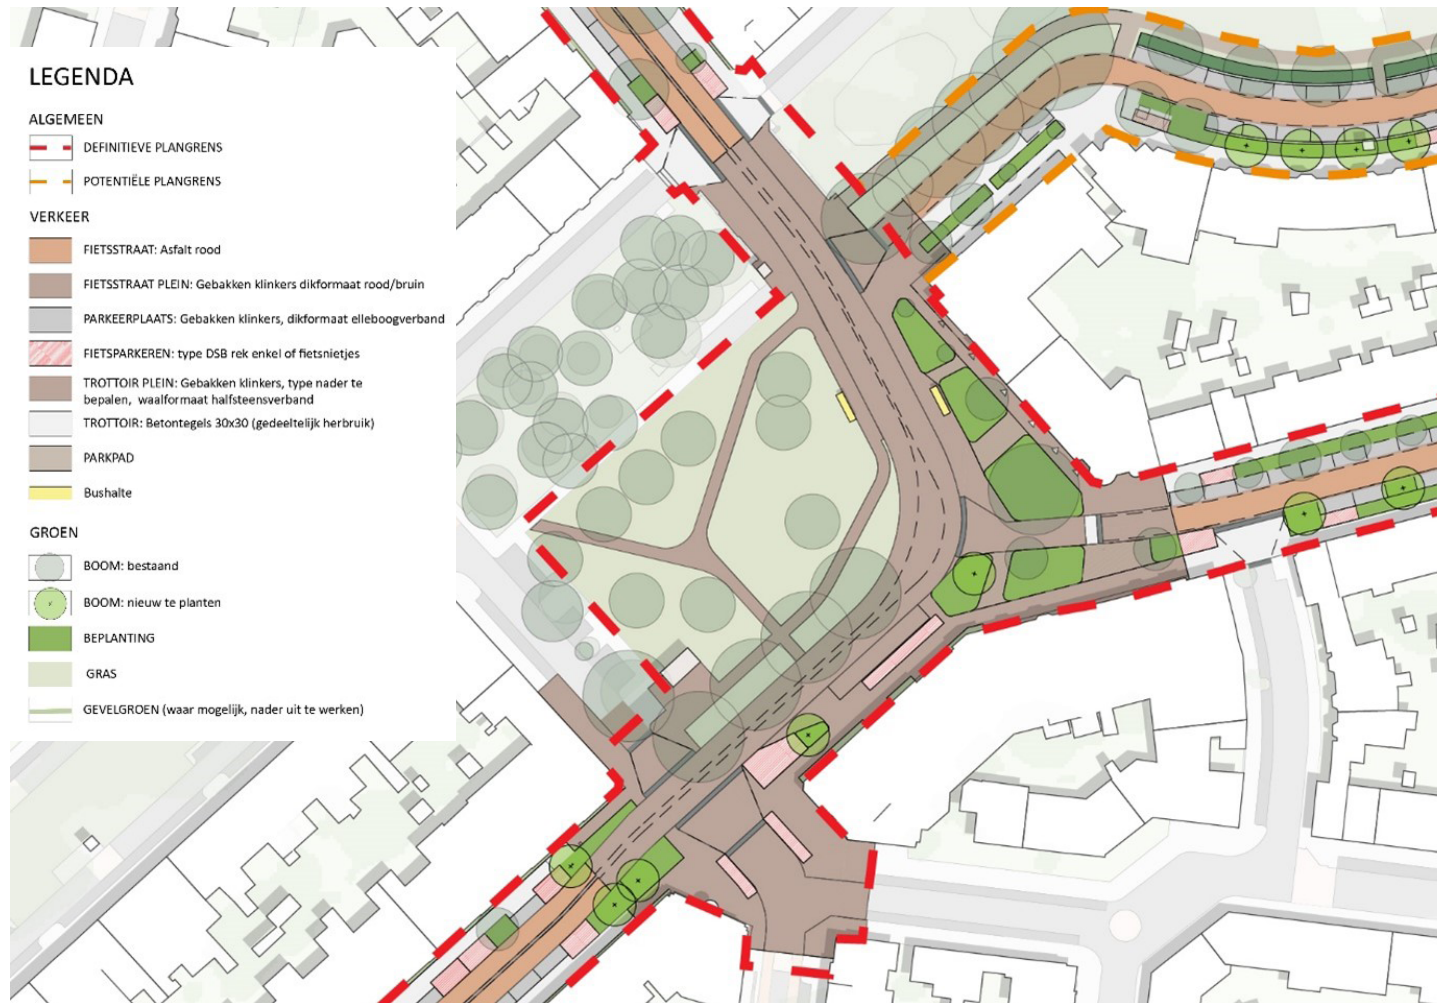 LEGENDA
ALGEMEEN
DEFINITIEVE PLANGRENS
POTENTIËLE PLANGRENS
VERKEER
FIETSSTRAAT: Asfalt rood
FIETSSTRAAT PLEIN: Gebakken klinkers dikformaat rood/bruin
PARKEERPLAATS: Gebakken klinkers, dikformaat elleboogverband
FIETSPARKEREN: type DSB rek enkel of fietsnietjes
TROTTOIR PLEIN: Gebakken klinkers, type nader te
bepalen, waalformaat halfsteensverband
TROTTOIR: Betontegels 30x30 (gedeeltelijk herbruik)
PARKPAD
Bushalte
GROEN
BOOM: bestaand
BOOM: nieuw te planten
BEPLANTING
GRAS
GEVELGROEN (waar mogelijk, nader uit te werken)